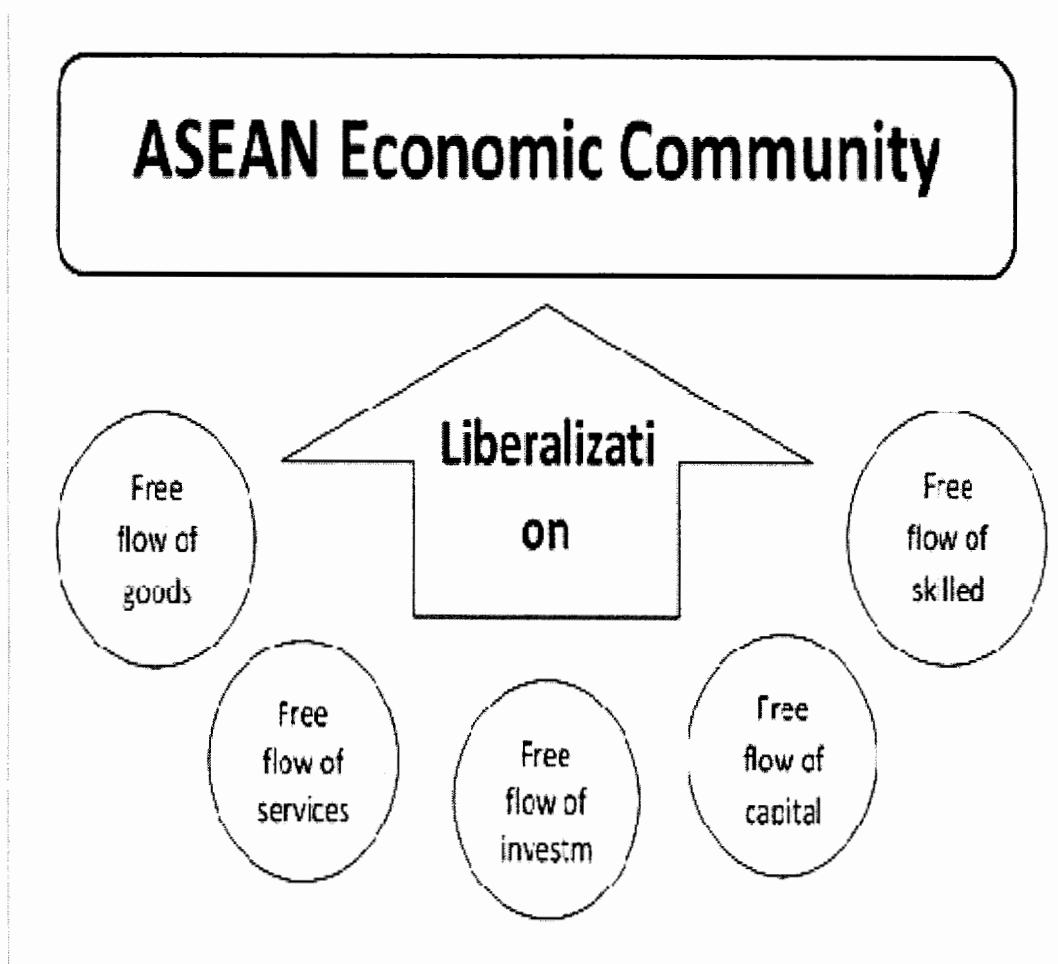 ASEAN Economic Community
Liberalizati
on
Free
flow of
goods
Free
flow of
services
Free
flow of
investm
Free
flow of
capital
Free
flow of
skilled